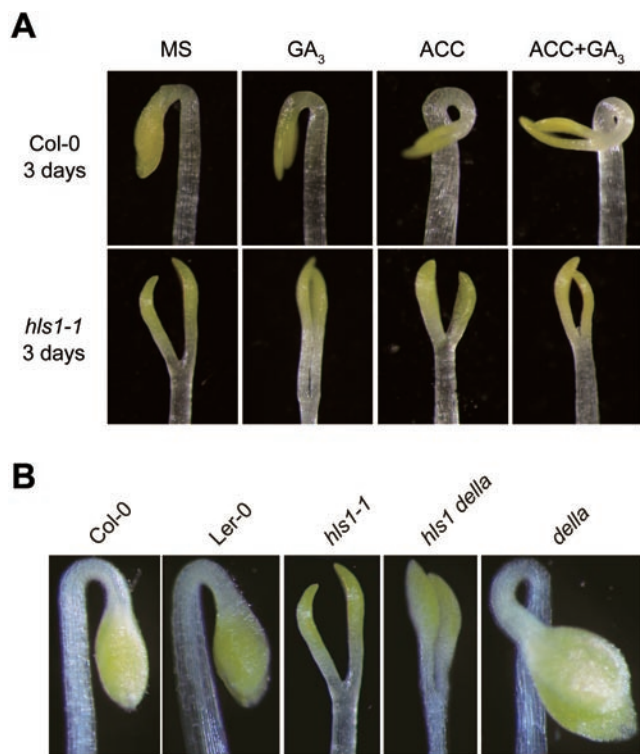 A
MS GA₃ ACC ACC+GA₃
Col-0
3 days
hls1-1
3 days
B
Col-0 Ler-0 hls1-1 hls1 della della